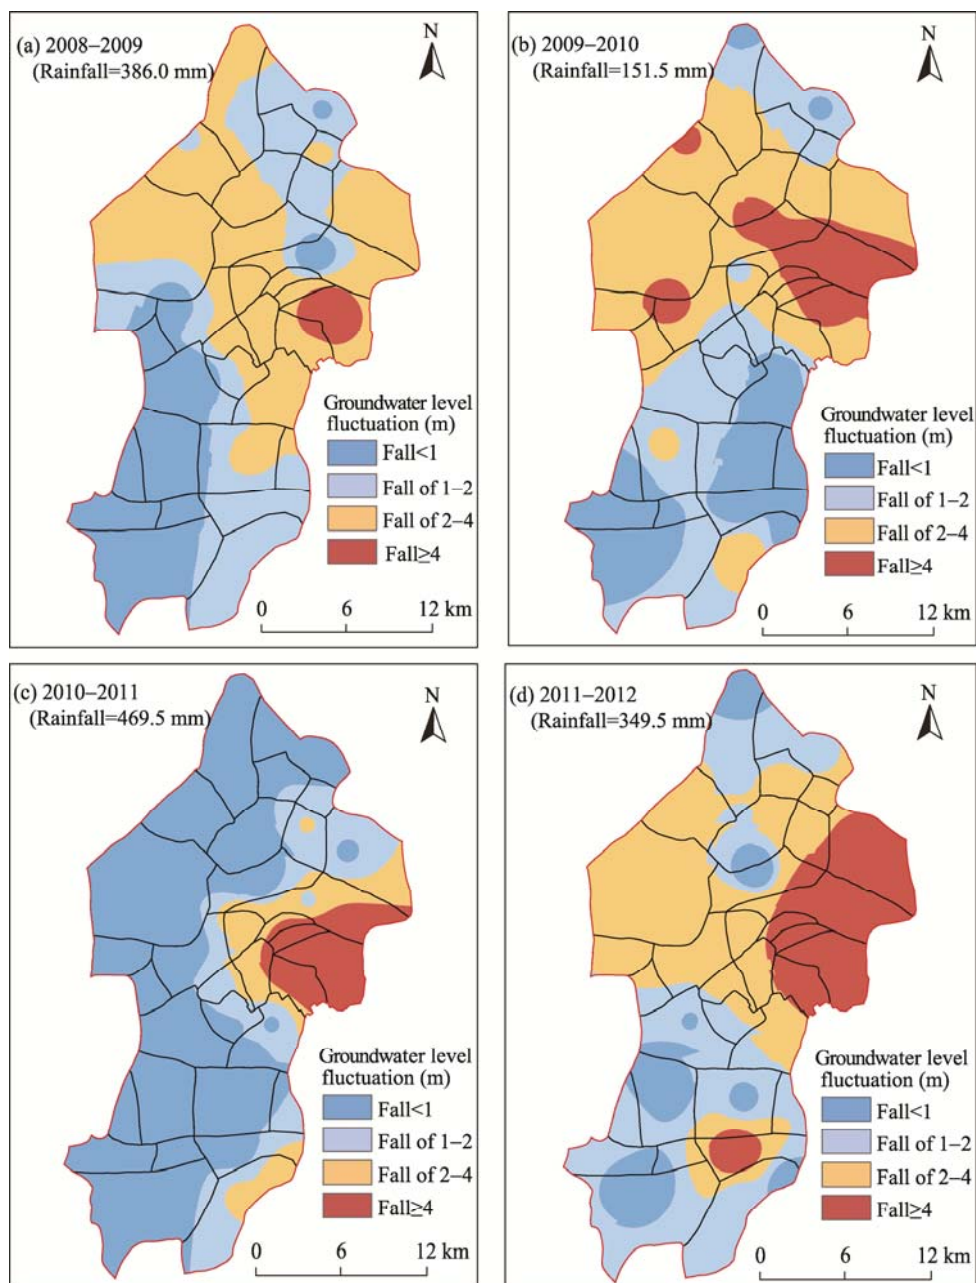 (a) 2008–2009
(Rainfall=386.0 mm)
N
Groundwater level
fluctuation (m)
Fall<1
Fall of 1–2
Fall of 2–4
Fall≥4
0 6 12 km
(b) 2009–2010
(Rainfall=151.5 mm)
N
Groundwater level
fluctuation (m)
Fall<1
Fall of 1–2
Fall of 2–4
Fall≥4
0 6 12 km
(c) 2010–2011
(Rainfall=469.5 mm)
N
Groundwater level
fluctuation (m)
Fall<1
Fall of 1–2
Fall of 2–4
Fall≥4
0 6 12 km
(d) 2011–2012
(Rainfall=349.5 mm)
N
Groundwater level
fluctuation (m)
Fall<1
Fall of 1–2
Fall of 2–4
Fall≥4
0 6 12 km